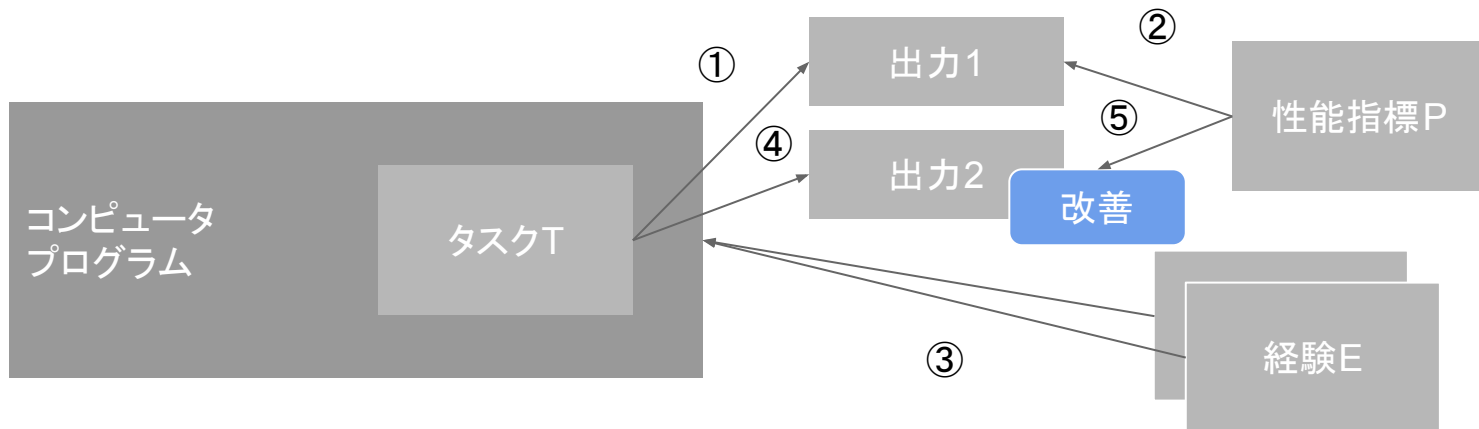 ①
②
出力1
性能指標P
⑤
④
出力2
改善
コンピュータ
プログラム
タスクT
③
経験E